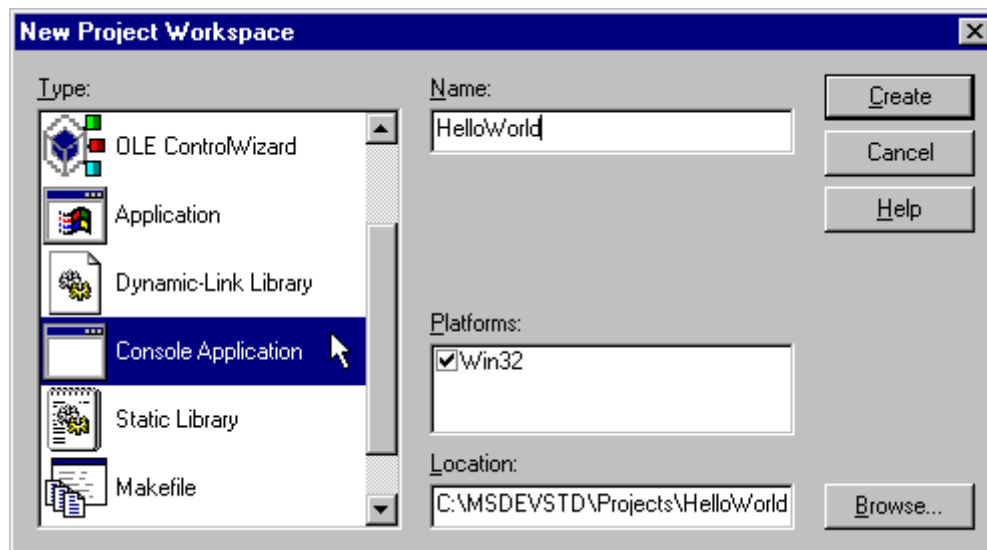 New Project Workspace
Type:
OLE ControlWizard
Application
Dynamic-Link Library
Console Application
Static Library
Makefile
Name:
HelloWorld
Platforms:
Win32
Location:
C:\MSDEVSTD\Projects\HelloWorld
Create
Cancel
Help
Browse...